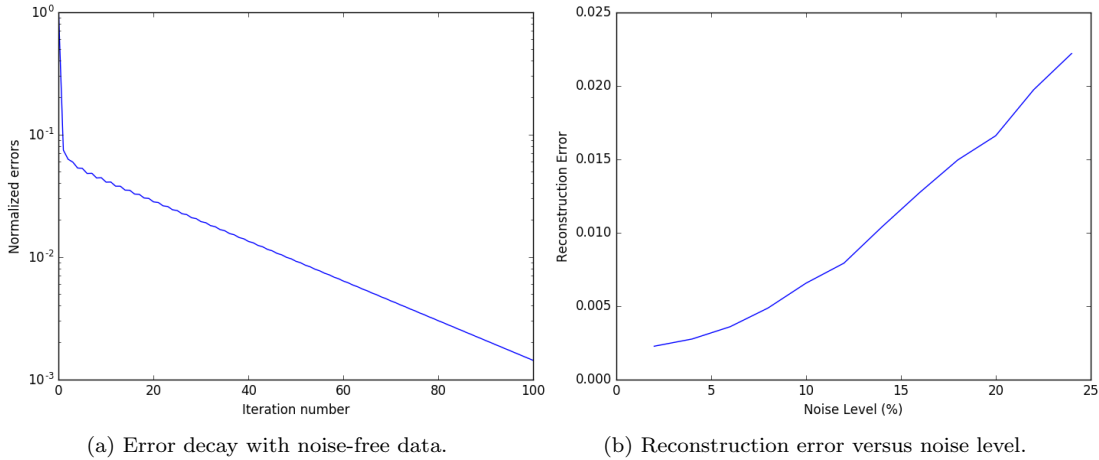 10^0
10^-1
10^-2
10^-3
0 20 40 60 80 100
Normalized errors
Iteration number
(a) Error decay with noise-free data.
0.025
0.020
0.015
0.010
0.005
0.000
0 5 10 15 20 25
Reconstruction Error
Noise Level (%)
(b) Reconstruction error versus noise level.